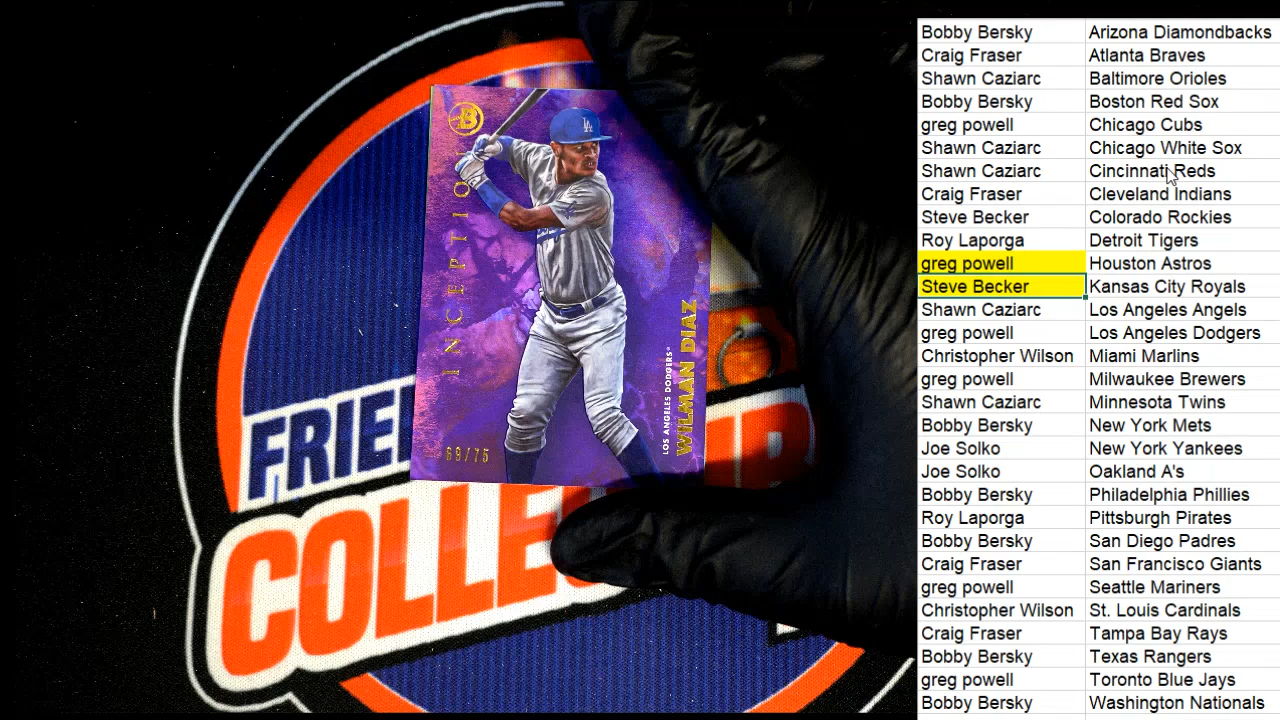 INCEPTION
LA
LOS ANGELES DODGERS
WILMAN DIAZ
69/75
COLLE
Bobby Bersky Arizona Diamondbacks
Craig Fraser Atlanta Braves
Shawn Caziarc Baltimore Orioles
Bobby Bersky Boston Red Sox
greg powell Chicago Cubs
Shawn Caziarc Chicago White Sox
Shawn Caziarc Cincinnati Reds
Craig Fraser Cleveland Indians
Steve Becker Colorado Rockies
Roy Laporga Detroit Tigers
greg powell Houston Astros
Steve Becker Kansas City Royals
Shawn Caziarc Los Angeles Angels
greg powell Los Angeles Dodgers
Christopher Wilson Miami Marlins
greg powell Milwaukee Brewers
Shawn Caziarc Minnesota Twins
Bobby Bersky New York Mets
Joe Solko New York Yankees
Joe Solko Oakland A's
Bobby Bersky Philadelphia Phillies
Roy Laporga Pittsburgh Pirates
Bobby Bersky San Diego Padres
Craig Fraser San Francisco Giants
greg powell Seattle Mariners
Christopher Wilson St. Louis Cardinals
Craig Fraser Tampa Bay Rays
Bobby Bersky Texas Rangers
greg powell Toronto Blue Jays
Bobby Bersky Washington Nationals